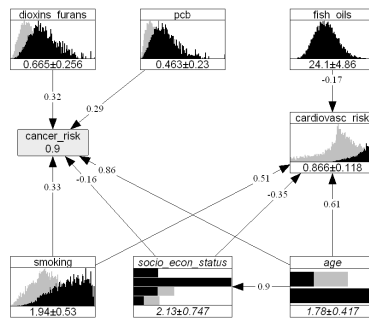 dioxins_furans
0.665±0.256
pcb
0.463±0.23
fish_oils
24.1±4.86
0.32
0.29
-0.17
cancer_risk
0.9
cardiovasc_risk
0.866±0.118
0.33
-0.16
0.86
0.51
-0.35
0.61
smoking
1.94±0.53
socio_econ_status
2.13±0.747
0.9
age
1.78±0.417